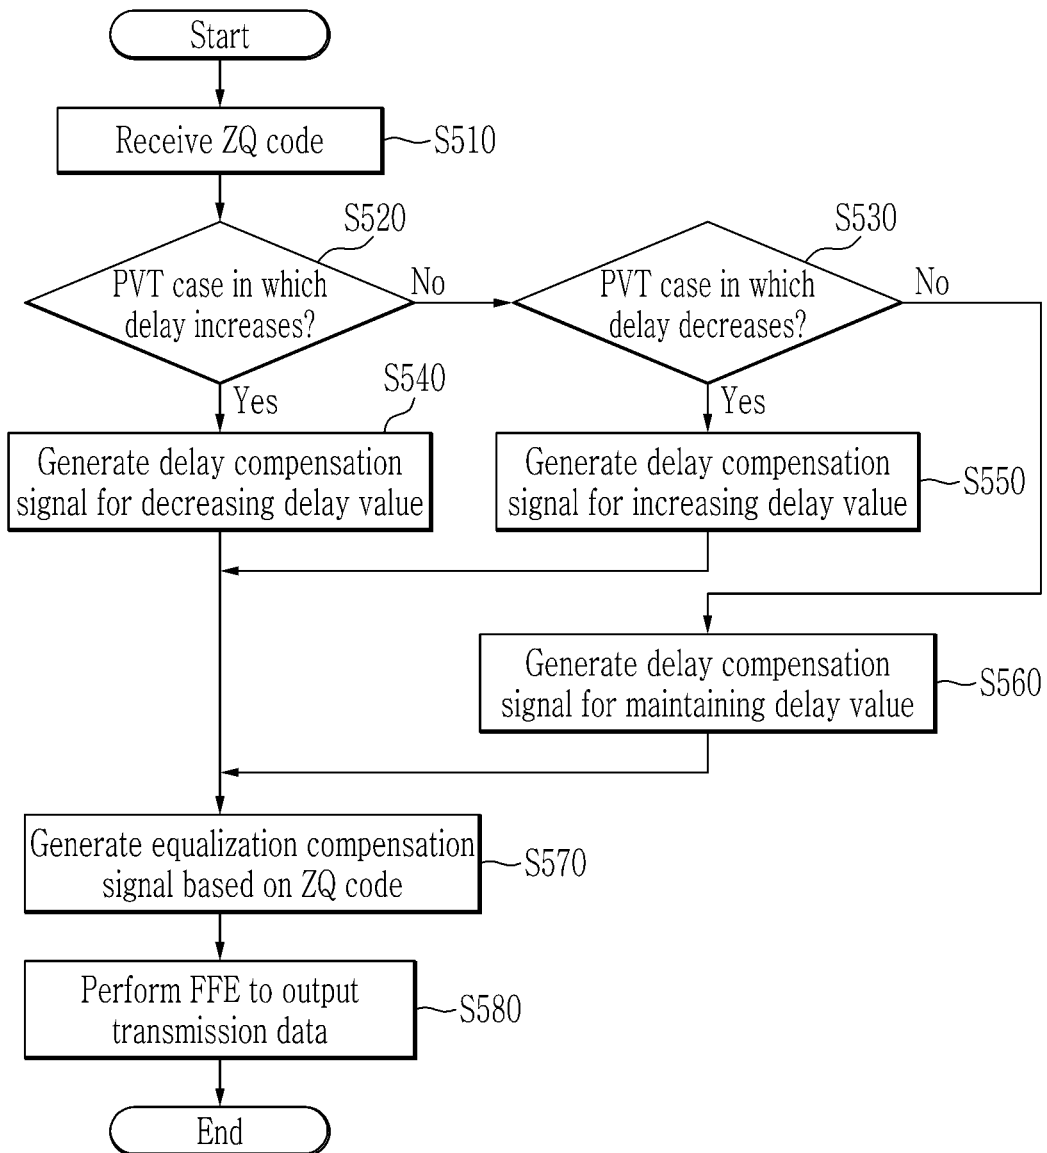 Start
Receive ZQ code
S510
S520
PVT case in which
delay increases?
No
Yes
S530
PVT case in which
delay decreases?
No
Yes
S540
Generate delay compensation
signal for decreasing delay value
Generate delay compensation
signal for increasing delay value
S550
Generate delay compensation
signal for maintaining delay value
S560
Generate equalization compensation
signal based on ZQ code
S570
Perform FFE to output
transmission data
S580
End